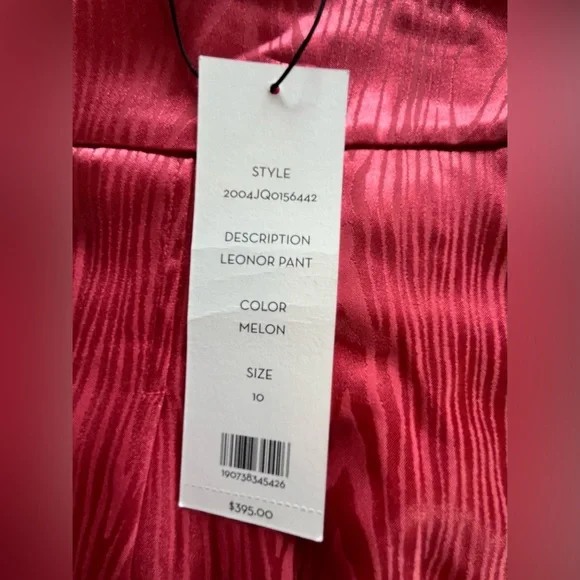 STYLE
2004JQ0156442
DESCRIPTION
LEONOR PANT
COLOR
MELON
SIZE
10
190738345426
$395.00